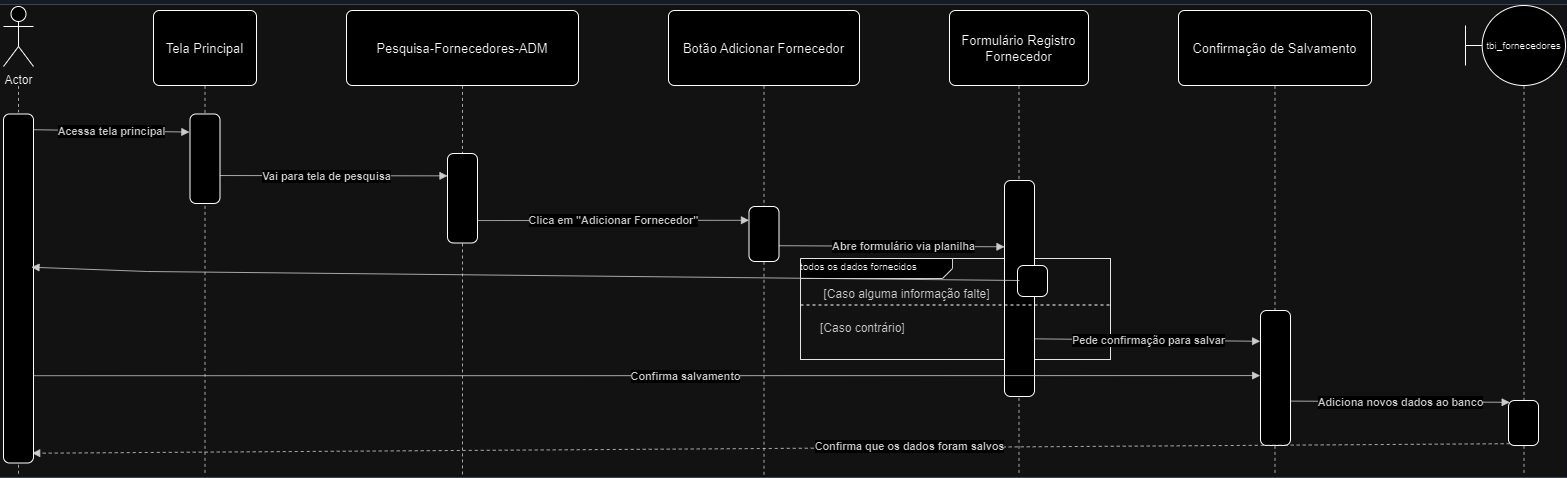 Actor
Tela Principal
Pesquisa-Fornecedores-ADM
Botão Adicionar Fornecedor
Formulário Registro
Fornecedor
Confirmação de Salvamento
tbi_fornecedores
Acessa tela principal
Vai para tela de pesquisa
Clica em "Adicionar Fornecedor"
Abre formulário via planilha
todos os dados fornecidos
[Caso alguma informação falte]
[Caso contrário]
Pede confirmação para salvar
Confirma salvamento
Adiciona novos dados ao banco
Confirma que os dados foram salvos